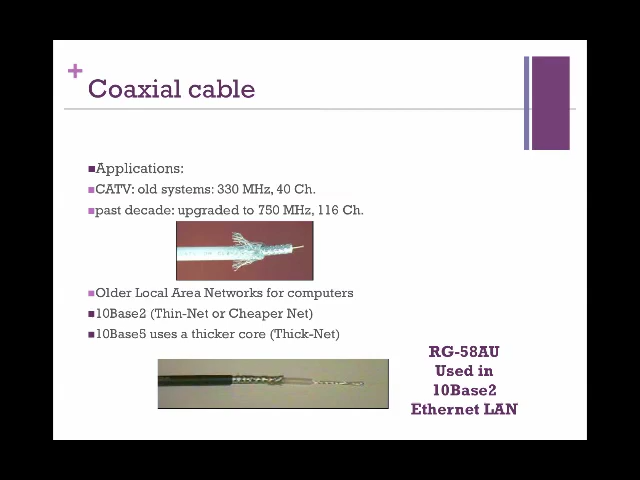 +
Coaxial cable
Applications:
CATV: old systems: 330 MHz, 40 Ch.
past decade: upgraded to 750 MHz, 116 Ch.
Older Local Area Networks for computers
10Base2 (Thin-Net or Cheaper Net)
10Base5 uses a thicker core (Thick-Net)
RG-58AU
Used in
10Base2
Ethernet LAN